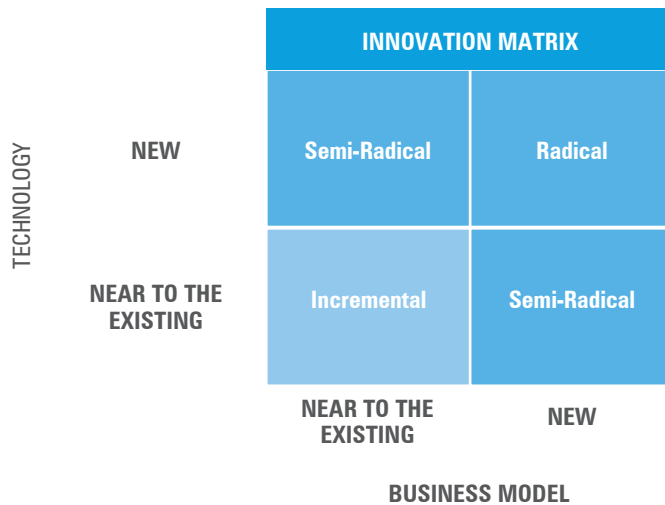 INNOVATION MATRIX
TECHNOLOGY
NEW
Semi-Radical
Radical
NEAR TO THE
EXISTING
Incremental
Semi-Radical
NEAR TO THE
EXISTING
NEW
BUSINESS MODEL